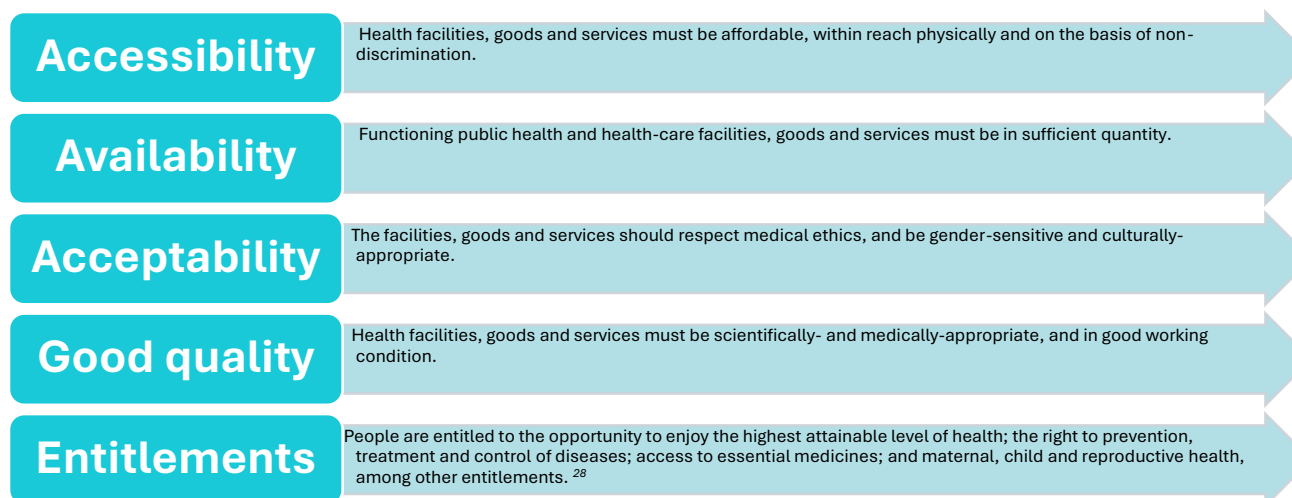 Accessibility
Health facilities, goods and services must be affordable, within reach physically and on the basis of non-
discrimination.
Availability
Functioning public health and health-care facilities, goods and services must be in sufficient quantity.
Acceptability
The facilities, goods and services should respect medical ethics, and be gender-sensitive and culturally-
appropriate.
Good quality
Health facilities, goods and services must be scientifically- and medically-appropriate, and in good working
condition.
Entitlements
People are entitled to the opportunity to enjoy the highest attainable level of health; the right to prevention,
treatment and control of diseases; access to essential medicines; and maternal, child and reproductive health,
among other entitlements. 28